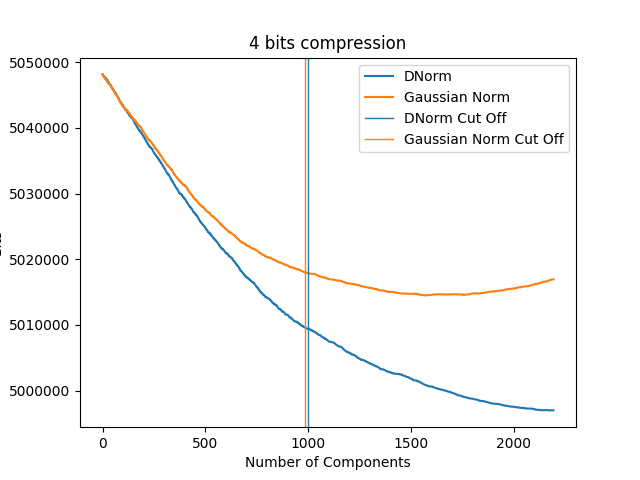 4 bits compression
5050000
5040000
5030000
5020000
5010000
5000000
0
500
1000
1500
2000
Number of Components
DNorm
Gaussian Norm
DNorm Cut Off
Gaussian Norm Cut Off